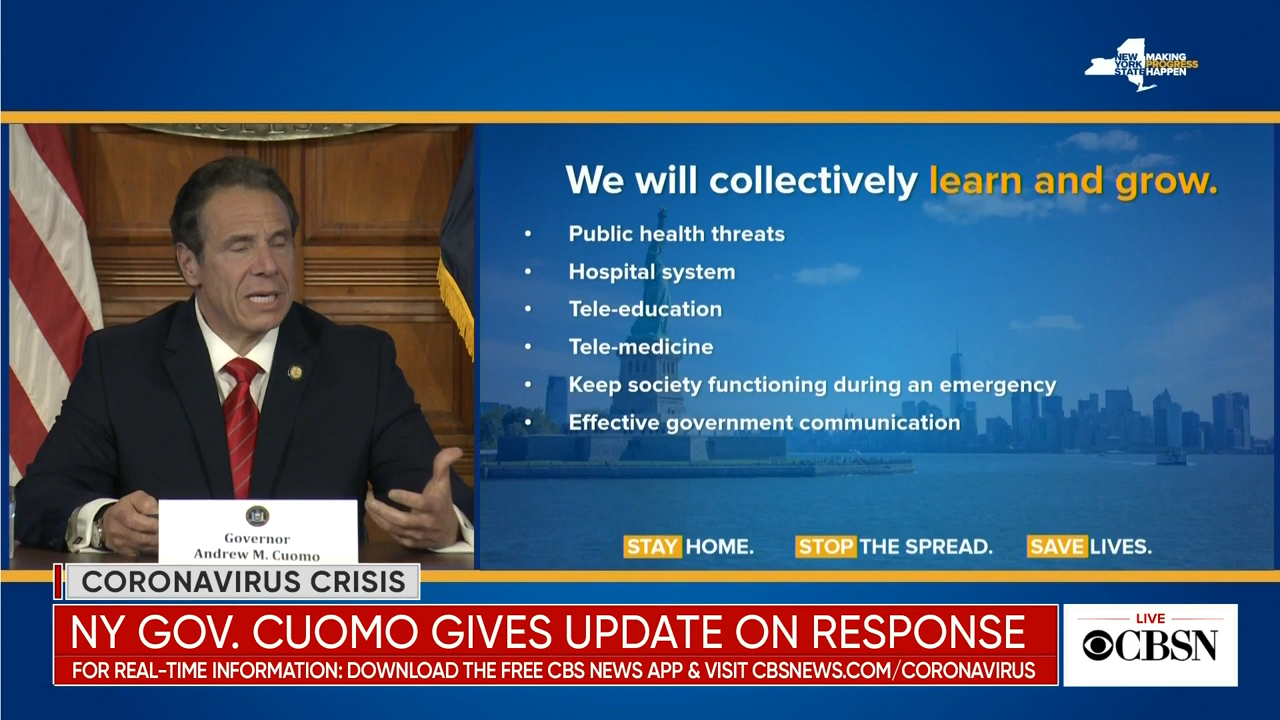 NEW YORK STATE
MAKING PROGRESS HAPPEN
We will collectively learn and grow.
• Public health threats
• Hospital system
• Tele-education
• Tele-medicine
• Keep society functioning during an emergency
• Effective government communication
STAY HOME. STOP THE SPREAD. SAVE LIVES.
Governor
Andrew M. Cuomo
CORONAVIRUS CRISIS
NY GOV. CUOMO GIVES UPDATE ON RESPONSE
FOR REAL-TIME INFORMATION: DOWNLOAD THE FREE CBS NEWS APP & VISIT CBSNEWS.COM/CORONAVIRUS
LIVE
CBSN